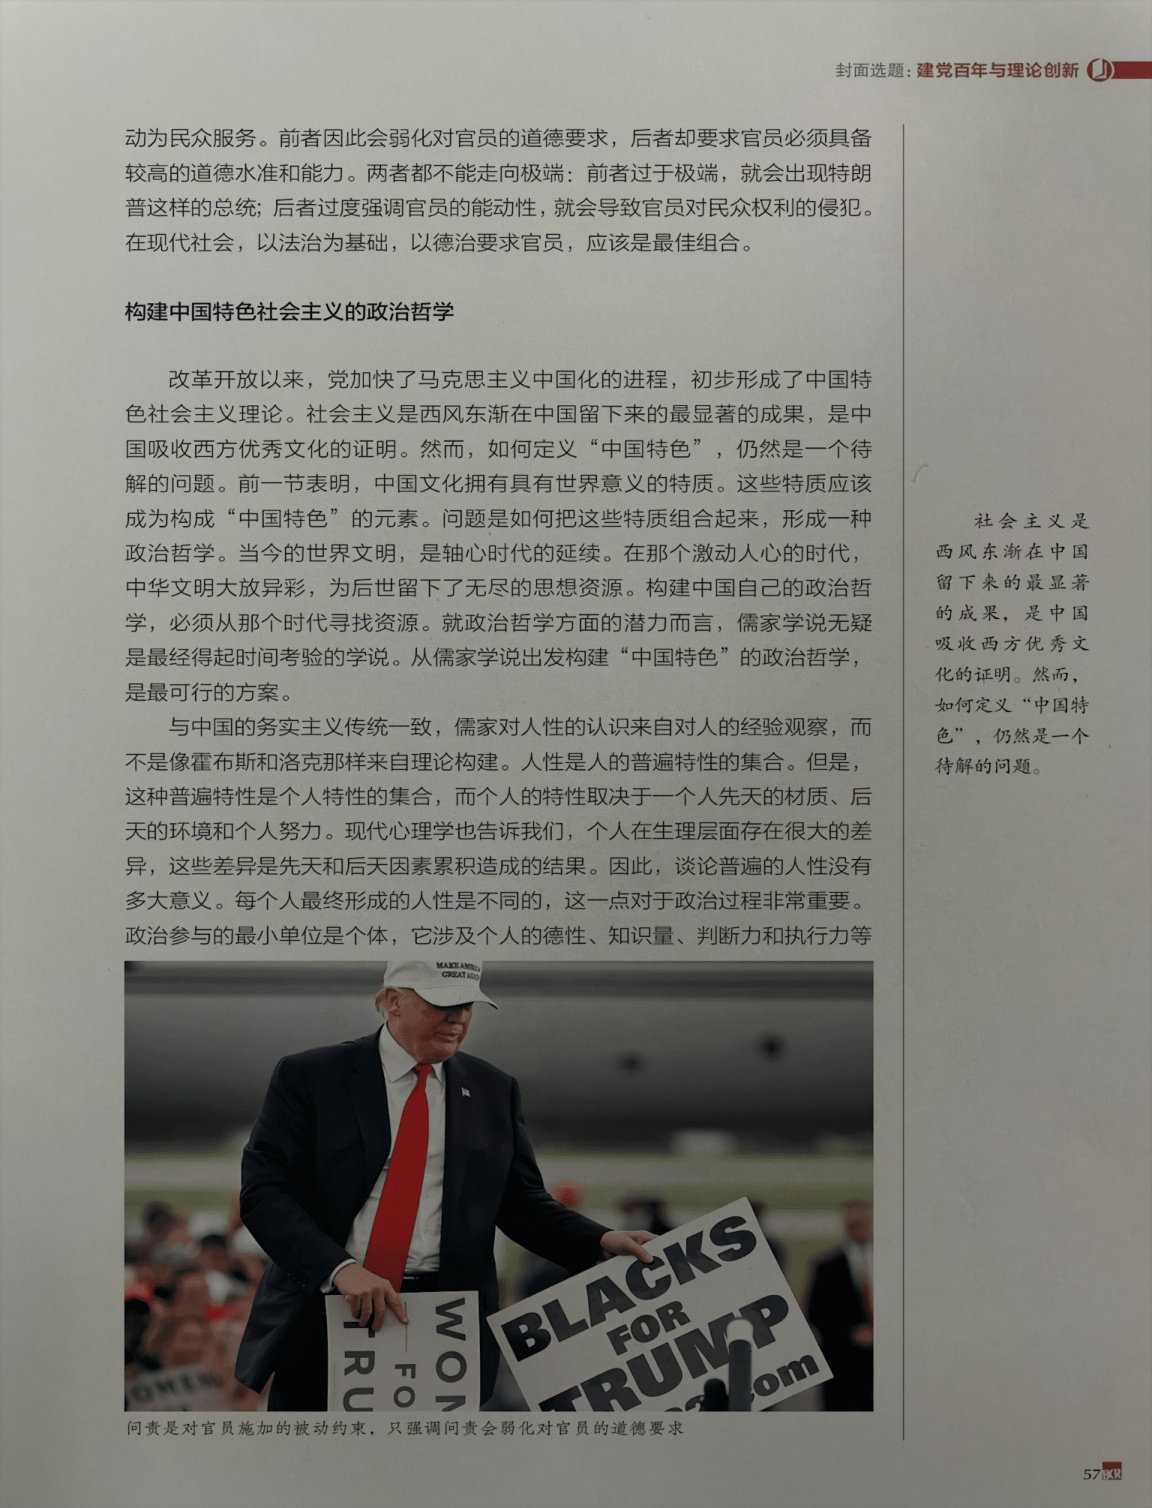 封面选题：建党百年与理论创新
动为民众服务。前者因此会弱化对官员的道德要求，后者却要求官员必须具备
较高的道德水准和能力。两者都不能走向极端：前者过于极端，就会出现特朗
普这样的总统；后者过度强调官员的能动性，就会导致官员对民众权利的侵犯。
在现代社会，以法治为基础，以德治要求官员，应该是最佳组合。
构建中国特色社会主义的政治哲学
改革开放以来，党加快了马克思主义中国化的进程，初步形成了中国特
色社会主义理论。社会主义是西风东渐在中国留下来的最显著的成果，是中
国吸收西方优秀文化的证明。然而，如何定义“中国特色”，仍然是一个待
解的问题。前一节表明，中国文化拥有具有世界意义的特质。这些特质应该
成为构成“中国特色”的元素。问题是如何把这些特质组合起来，形成一种
政治哲学。当今的世界文明，是轴心时代的延续。在那个激动人心的时代，
中华文明大放异彩，为后世留下了无尽的思想资源。构建中国自己的政治哲
学，必须从那个时代寻找资源。就政治哲学方面的潜力而言，儒家学说无疑
是最经得起时间考验的学说。从儒家学说出发构建“中国特色”的政治哲学，
是最可行的方案。
与中国的务实主义传统一致，儒家对人性的认识来自对人的经验观察，而
不是像霍布斯和洛克那样来自理论构建。人性是人的普遍特性的集合。但是，
这种普遍特性是个人特性的集合，而个人的特性取决于一个人先天的材质、后
天的环境和个人努力。现代心理学也告诉我们，个人在生理层面存在很大的差
异，这些差异是先天和后天因素累积造成的结果。因此，谈论普遍的人性没有
多大意义。每个人最终形成的人性是不同的，这一点对于政治过程非常重要。
政治参与的最小单位是个体，它涉及个人的德性、知识量、判断力和执行力等
社会主义是
西风东渐在中国
留下来的最显著
的成果，是中国
吸收西方优秀文
化的证明。然而，
如何定义“中国特
色”，仍然是一个
待解的问题。
MAKE AMERICA
GREAT AGAIN
WOM
FO
TRU
BLACKS
FOR
TRUMP
.com
OMEN
问责是对官员施加的被动约束，只强调问责会弱化对官员的道德要求
57